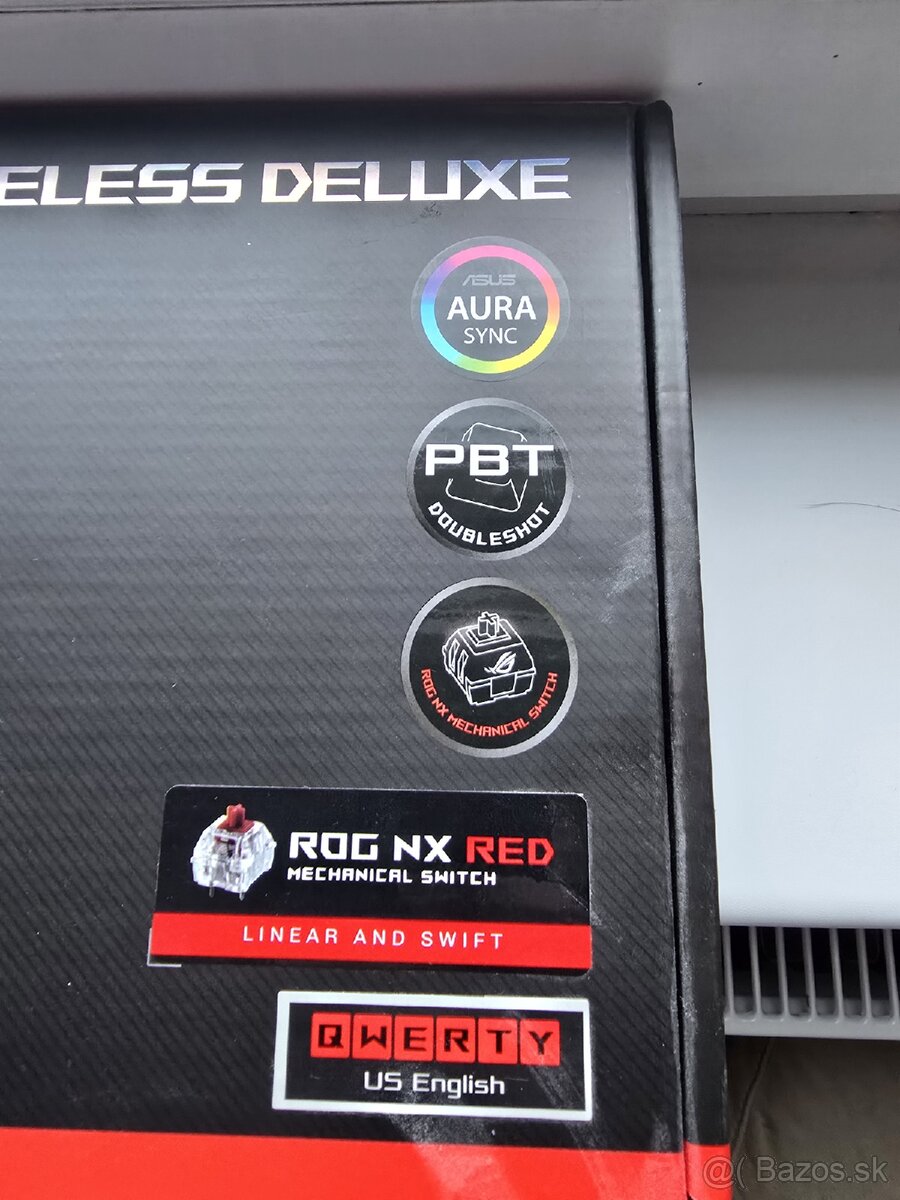 ELESS DELUXE
ASUS
AURA
SYNC
PBT
DOUBLESHOT
ROG NX MECHANICAL SWITCH
ROG NX RED
MECHANICAL SWITCH
LINEAR AND SWIFT
QWERTY
US English
@( Bazos.sk